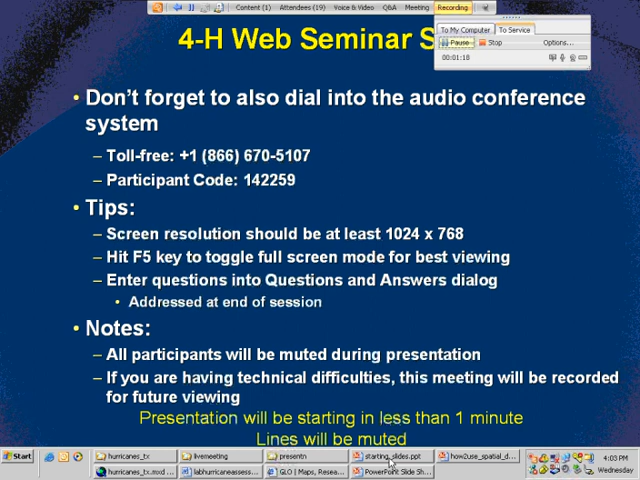 Content (1) Attendees (19) Voice & Video Q&A Meeting Recording
To My Computer To Service
Pause Stop Options...
00:01:18
4-H Web Seminar S
• Don't forget to also dial into the audio conference
system
– Toll-free: +1 (866) 670-5107
– Participant Code: 142259
• Tips:
– Screen resolution should be at least 1024 x 768
– Hit F5 key to toggle full screen mode for best viewing
– Enter questions into Questions and Answers dialog
• Addressed at end of session
• Notes:
– All participants will be muted during presentation
– If you are having technical difficulties, this meeting will be recorded
for future viewing
Presentation will be starting in less than 1 minute
Lines will be muted
Start hurricanes_tx livemeeting presentn starting_slides.ppt how2use_spatial_d... 4:03 PM
hurricanes_tx.mxd ... labhurricaneassess... GLO | Maps, Resea... PowerPoint Slide Sh... Wednesday